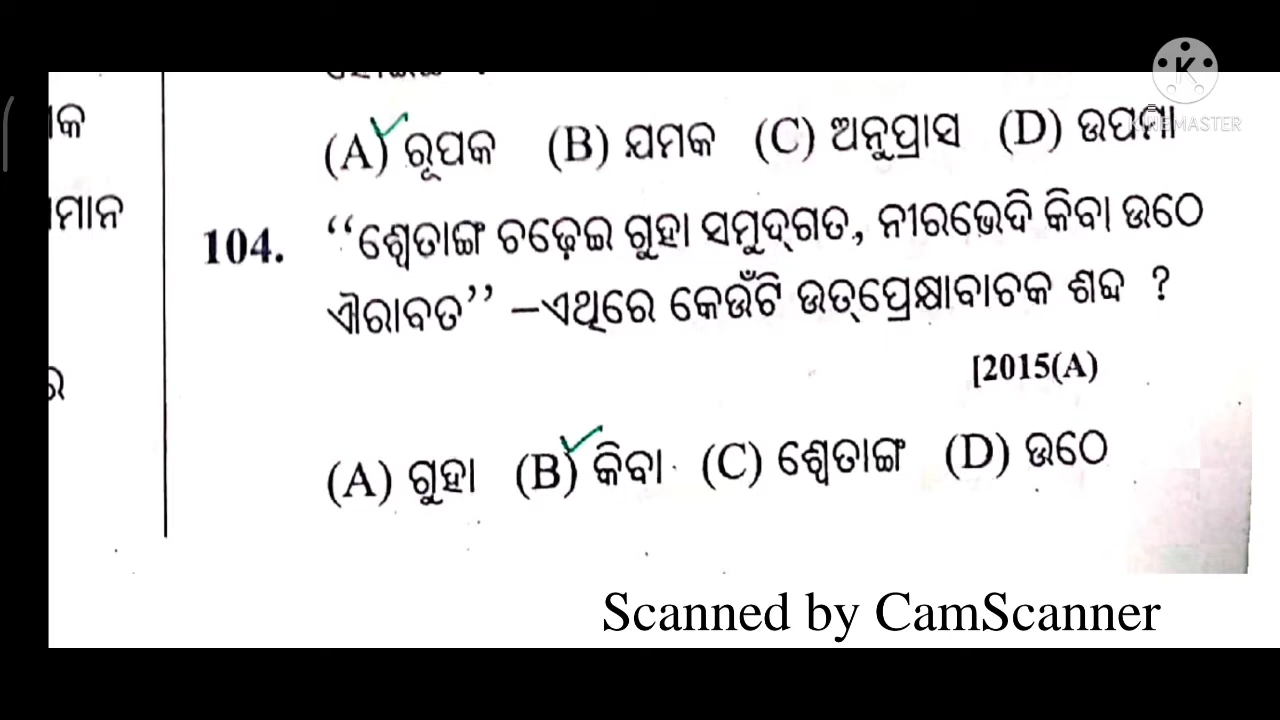 (A) ରୂପକ (B) ଯମକ (C) ଅନୁପ୍ରାସ (D) ଉପମା
KINEMASTER
ମାନ
104. “ଶ୍ୱେତାଙ୍ଗ ଚଢ଼େଇ ଗୁହା ସମୁଦ୍‌ଗତ, ନୀରଭେଦି କିବା ଉଠେ
ଐରାବତ” –ଏଥିରେ କେଉଁଟି ଉତ୍‌ପ୍ରେକ୍ଷାବାଚକ ଶବ୍ଦ ?
[2015(A)
(A) ଗୁହା (B) କିବା (C) ଶ୍ୱେତାଙ୍ଗ (D) ଉଠେ
Scanned by CamScanner